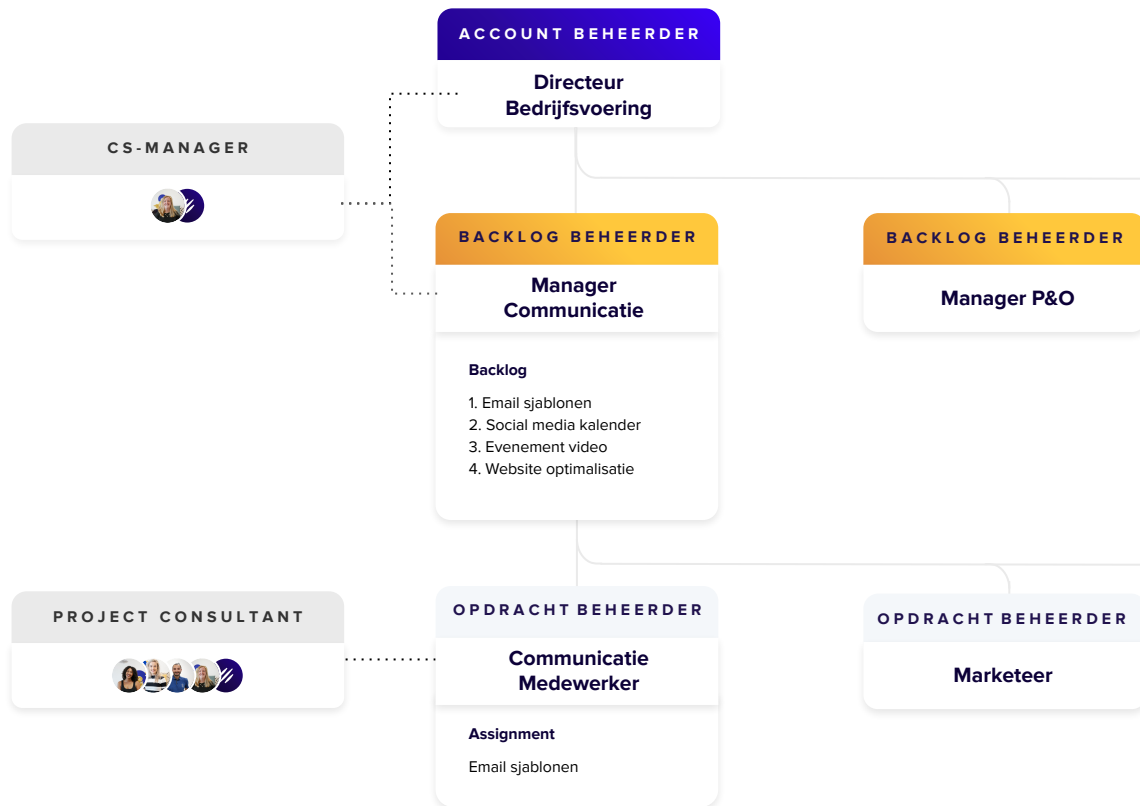 ACCOUNT BEHEERDER
Directeur
Bedrijfsvoering
CS-MANAGER
BACKLOG BEHEERDER
Manager
Communicatie
Backlog
1. Email sjablonen
2. Social media kalender
3. Evenement video
4. Website optimalisatie
BACKLOG BEHEERDER
Manager P&O
PROJECT CONSULTANT
OPDRACHT BEHEERDER
Communicatie
Medewerker
Assignment
Email sjablonen
OPDRACHT BEHEERDER
Marketeer